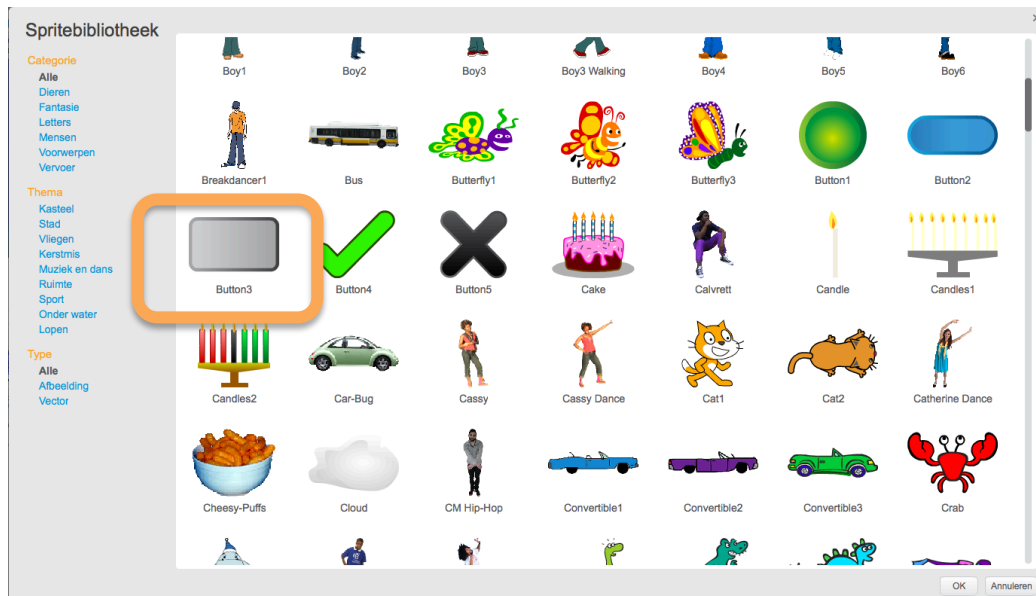 Spritebibliotheek
Categorie
Alle
Dieren
Fantasie
Letters
Mensen
Voorwerpen
Vervoer
Thema
Kasteel
Stad
Vliegen
Kerstmis
Muziek en dans
Ruimte
Sport
Onder water
Lopen
Type
Alle
Afbeelding
Vector
Boy1 Boy2 Boy3 Boy3 Walking Boy4 Boy5 Boy6
Breakdancer1 Bus Butterfly1 Butterfly2 Butterfly3 Button1 Button2
Button3 Button4 Button5 Cake Calvrett Candle Candles1
Candles2 Car-Bug Cassy Cassy Dance Cat1 Cat2 Catherine Dance
Cheesy-Puffs Cloud CM Hip-Hop Convertible1 Convertible2 Convertible3 Crab
OK Annuleren